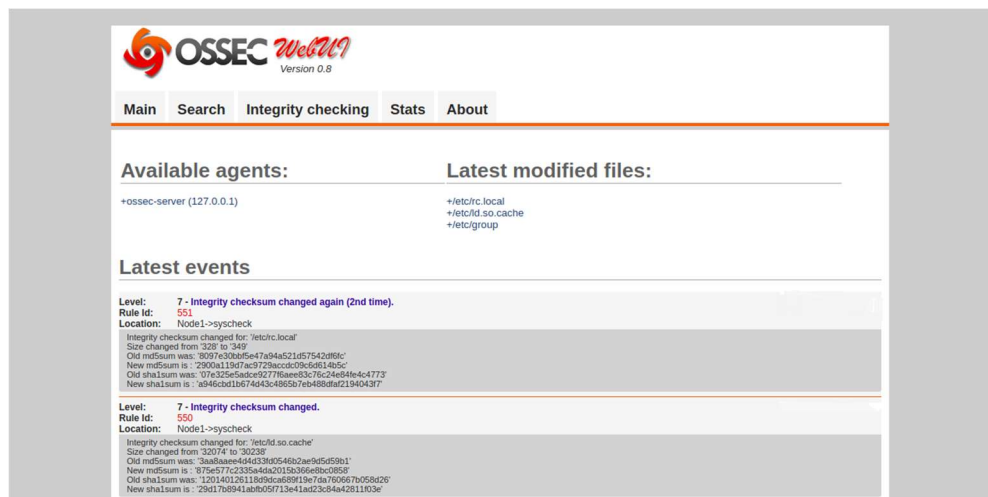 OSSEC WebUI
Version 0.8
Main Search Integrity checking Stats About
Available agents: Latest modified files:
+ossec-server (127.0.0.1) +/etc/rc.local
+/etc/ld.so.cache
+/etc/group
Latest events
Level: 7 - Integrity checksum changed again (2nd time).
Rule Id: 551
Location: Node1->syscheck
Integrity checksum changed for: '/etc/rc.local'
Size changed from '328' to '349'
Old md5sum was: '8097e30bbf5e47a94a521d57542df6fc'
New md5sum is : '2900a119d7ac9729accdc09c6d614b5c'
Old sha1sum was: '07e325e5adce9277f6aee83c76c24e84fe4c4773'
New sha1sum is : 'a946cbd1b674d43c4865b7eb488dfaf2194043f7'
Level: 7 - Integrity checksum changed.
Rule Id: 550
Location: Node1->syscheck
Integrity checksum changed for: '/etc/ld.so.cache'
Size changed from '32074' to '30238'
Old md5sum was: '3aa8aaee4d4d33fd0546b2ae9d5d59b1'
New md5sum is : '875e577c2335a4da2015b366e8bc0858'
Old sha1sum was: '120140126118d9dca689f19e7da760667b058d26'
New sha1sum is : '29d17b8941abfb05f713e41ad23c84a42811f03e'